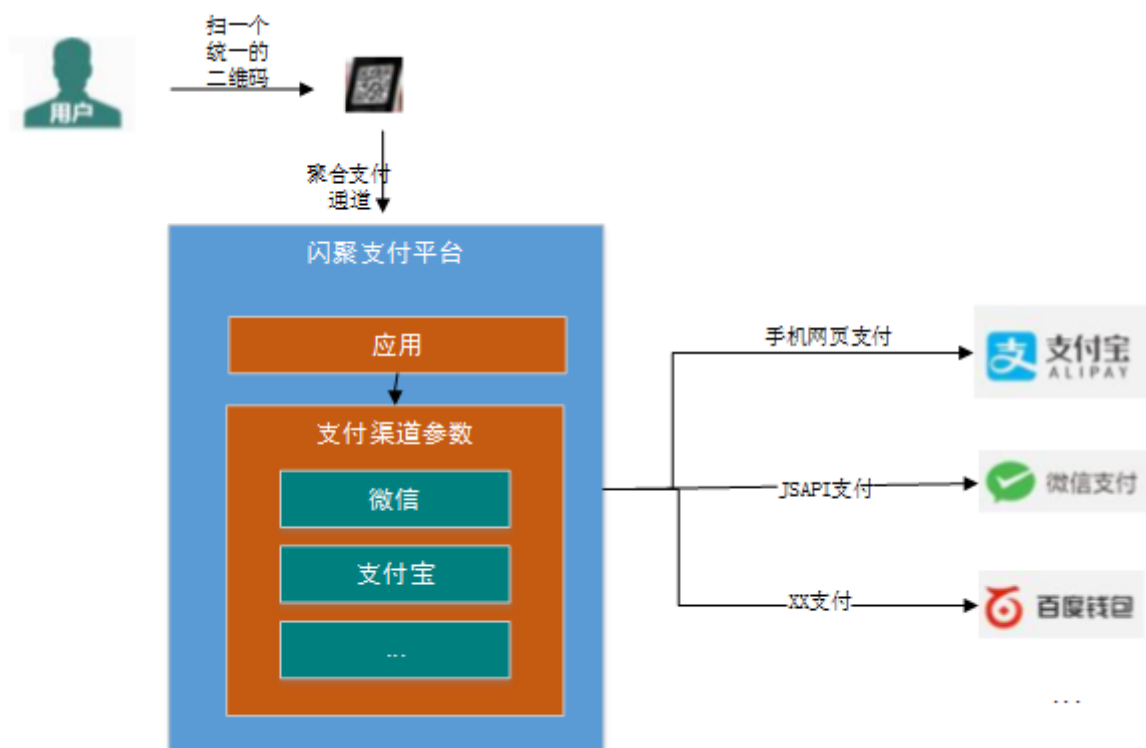 扫一个
统一的
二维码
用户
聚合支付
通道
闪聚支付平台
应用
支付渠道参数
微信
支付宝
...
手机网页支付
支付宝
ALIPAY
JSAPI支付
微信支付
XX支付
百度钱包
...